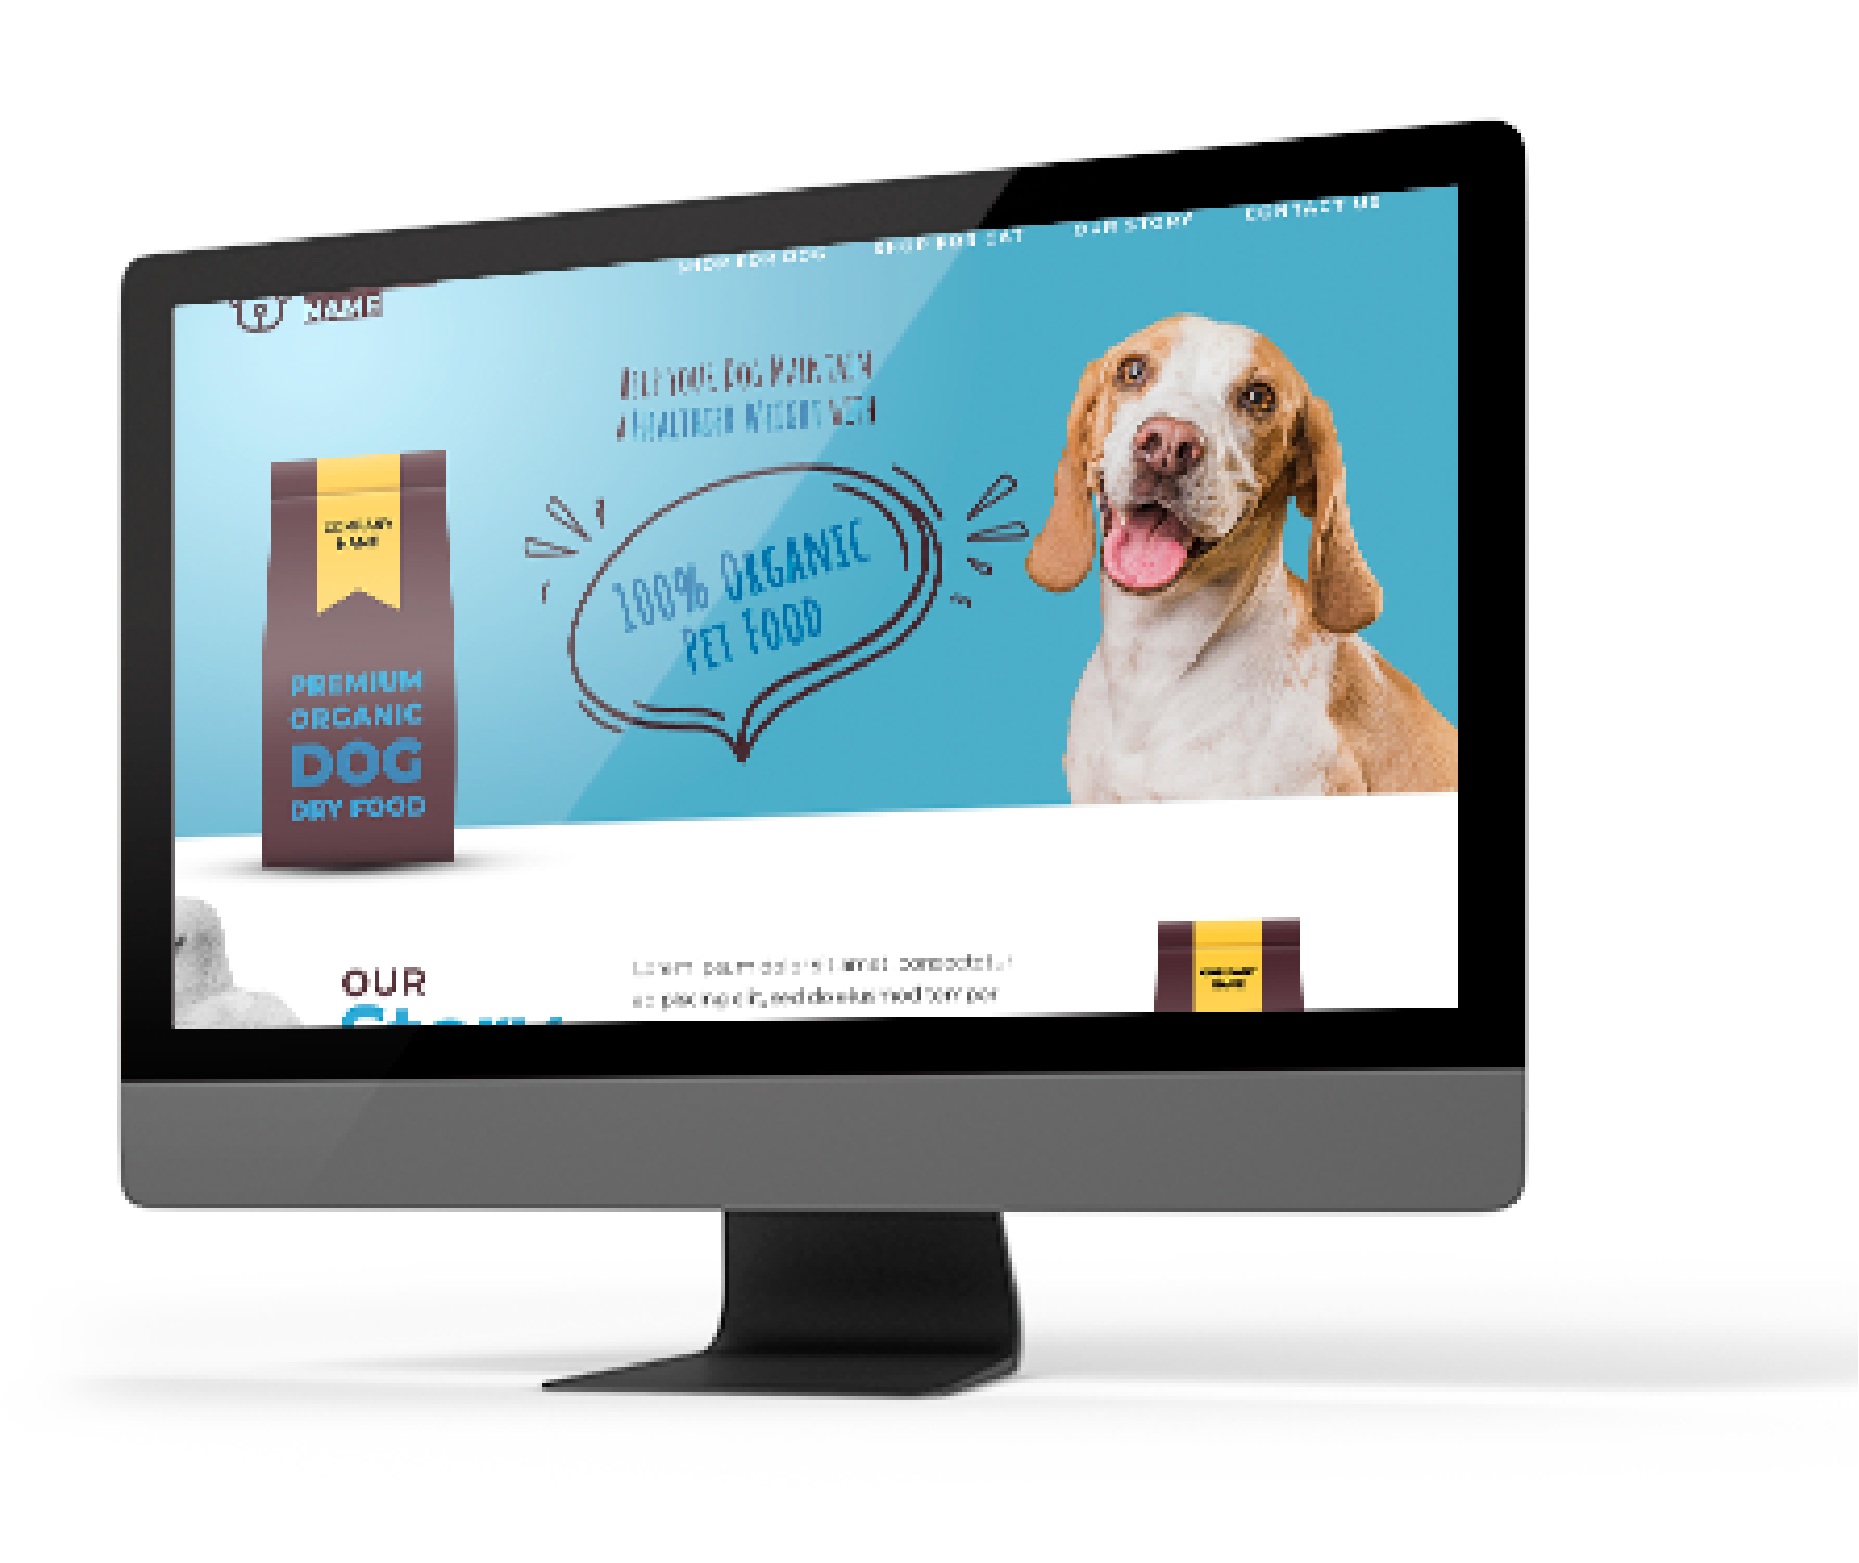 SHOP FOR DOG
SHOP FOR CAT
OUR STORY
CONTACT US
NAME
HELP YOUR DOG MAINTAIN
A HEALTHIER WEIGHT WITH
100% ORGANIC
PET FOOD
COMPANY
NAME
PREMIUM
ORGANIC
DOG
DRY FOOD
OUR
Story
Lorem ipsum dolor sit amet, consectetur
adipiscing elit, sed do eiusmod tempor
COMPANY
NAME